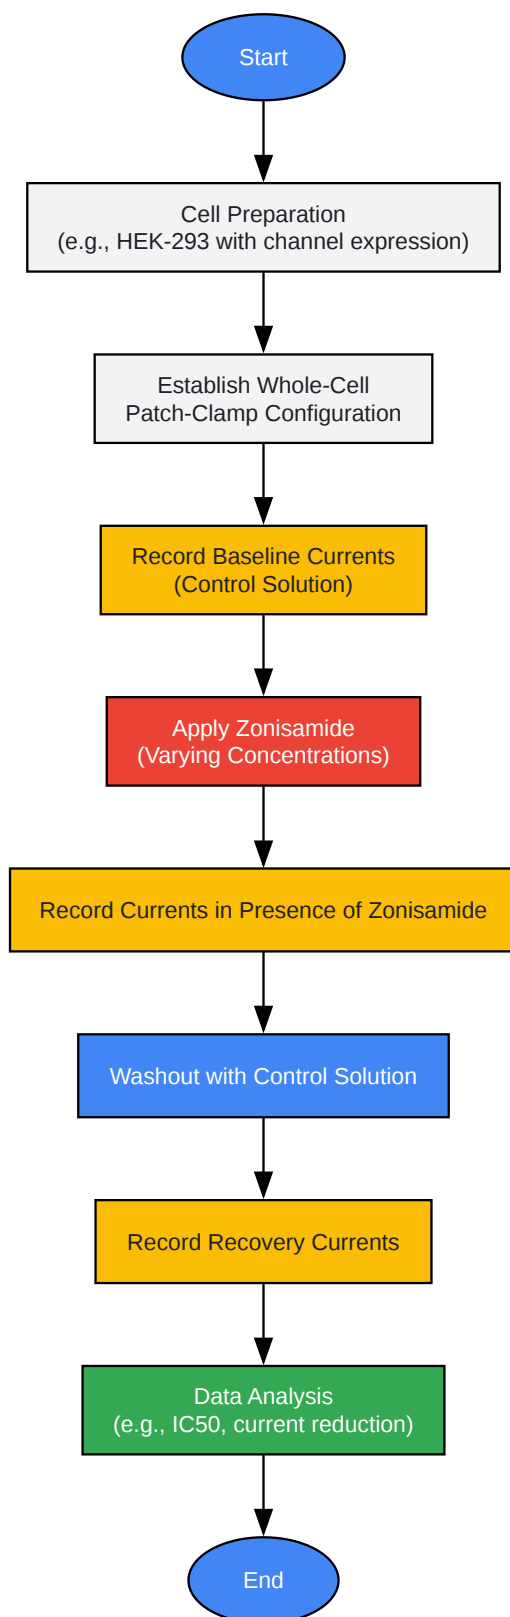 Start
Cell Preparation
(e.g., HEK-293 with channel expression)
Establish Whole-Cell
Patch-Clamp Configuration
Record Baseline Currents
(Control Solution)
Apply Zonisamide
(Varying Concentrations)
Record Currents in Presence of Zonisamide
Washout with Control Solution
Record Recovery Currents
Data Analysis
(e.g., IC50, current reduction)
End